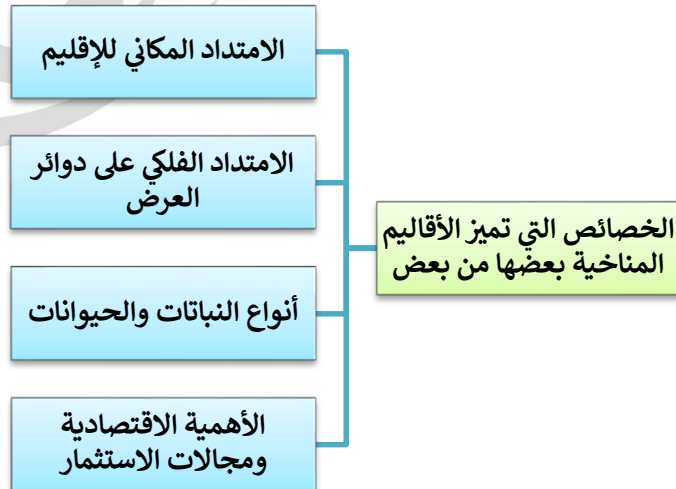 الخصائص التي تميز الأقاليم
المناخية بعضها من بعض
الامتداد المكاني للإقليم
الامتداد الفلكي على دوائر
العرض
أنواع النباتات والحيوانات
الأهمية الاقتصادية
ومجالات الاستثمار